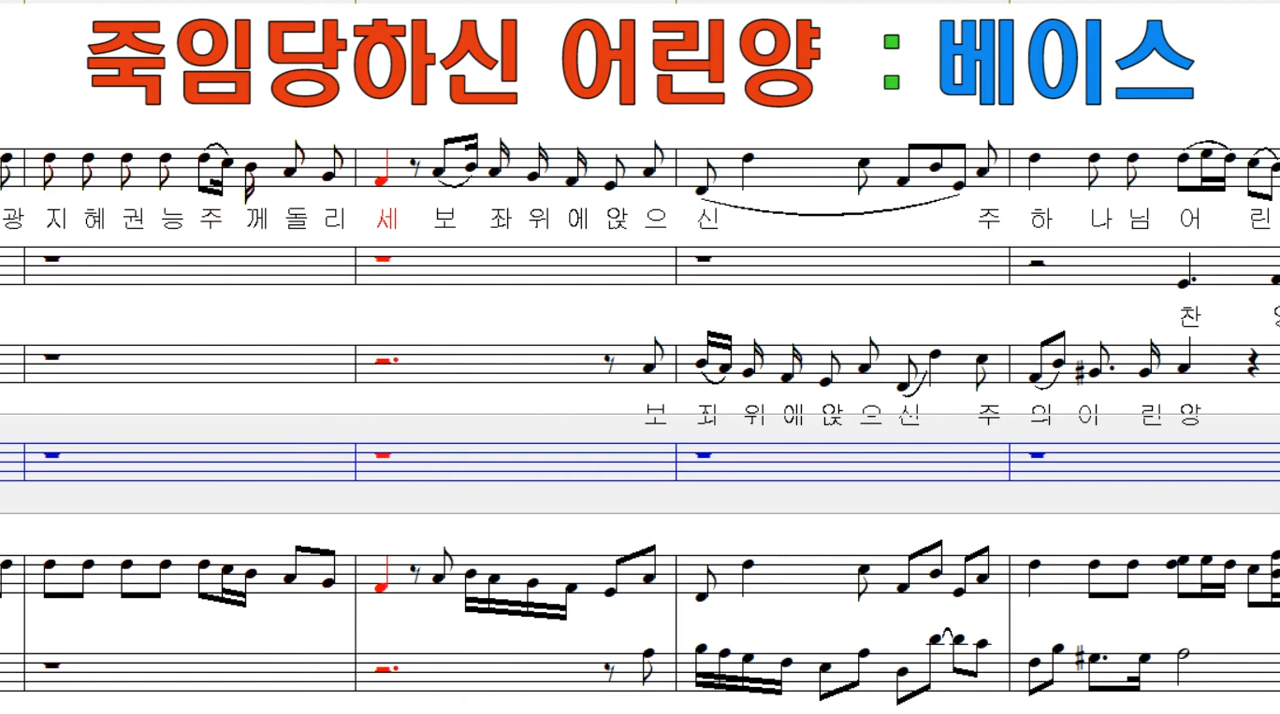 죽임당하신 어린양 : 베이스
광 지 혜 권 능 주 께 돌 리 세 보 좌 위 에 앉 으 신 주 하 나 님 어 린
찬
보 좌 위 에 앉 으 신 주 의 어 린 양